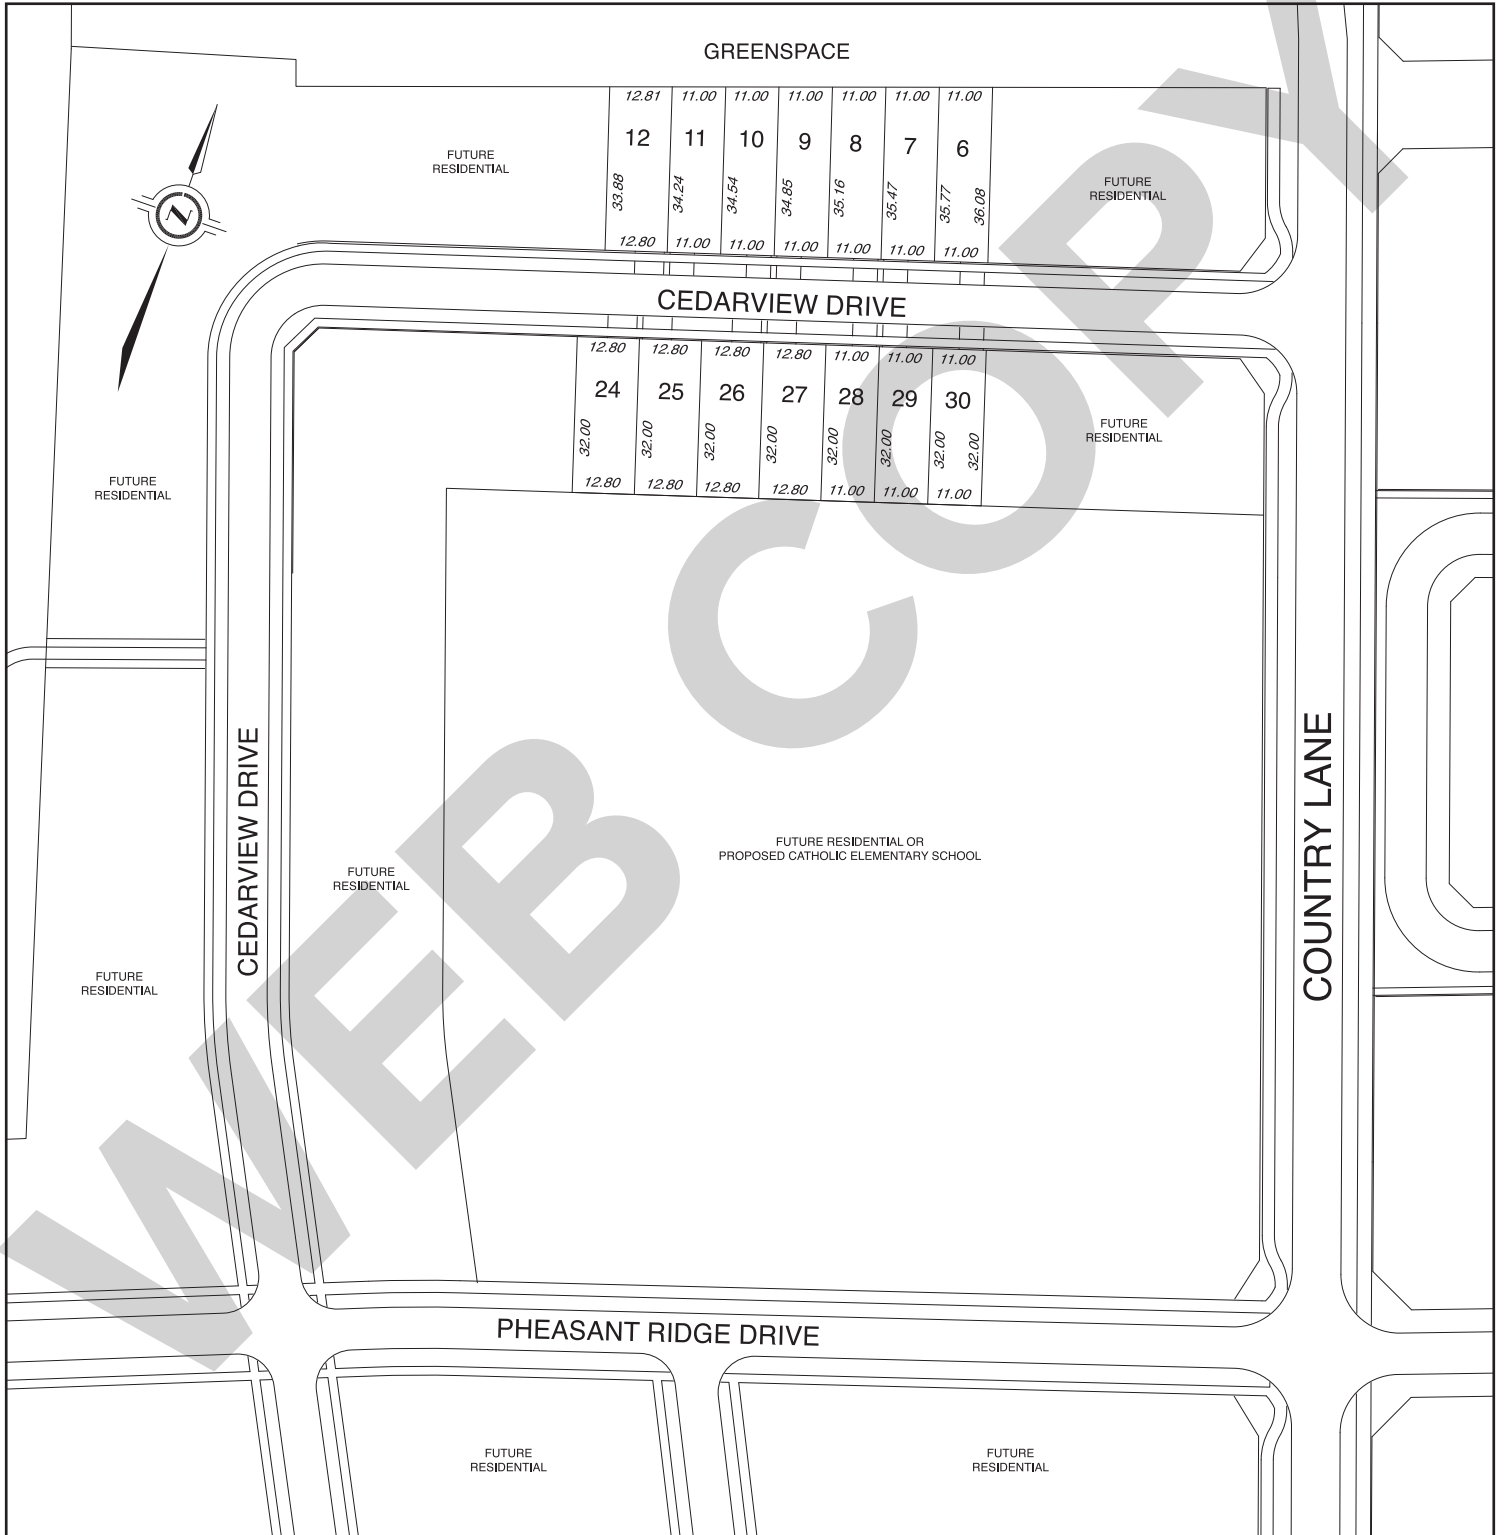 GREENSPACE
12.81 11.00 11.00 11.00 11.00 11.00 11.00
12 11 10 9 8 7 6
33.88 34.24 34.54 34.85 35.16 35.47 35.77 36.08
12.80 11.00 11.00 11.00 11.00 11.00 11.00
FUTURE
RESIDENTIAL
FUTURE
RESIDENTIAL
N
CEDARVIEW DRIVE
12.80 12.80 12.80 12.80 11.00 11.00 11.00
24 25 26 27 28 29 30
32.00 32.00 32.00 32.00 32.00 32.00 32.00 32.00
12.80 12.80 12.80 12.80 11.00 11.00 11.00
FUTURE
RESIDENTIAL
FUTURE
RESIDENTIAL
CEDARVIEW DRIVE
COUNTRY LANE
FUTURE RESIDENTIAL OR
PROPOSED CATHOLIC ELEMENTARY SCHOOL
FUTURE
RESIDENTIAL
FUTURE
RESIDENTIAL
PHEASANT RIDGE DRIVE
FUTURE
RESIDENTIAL
FUTURE
RESIDENTIAL
WEB COPY